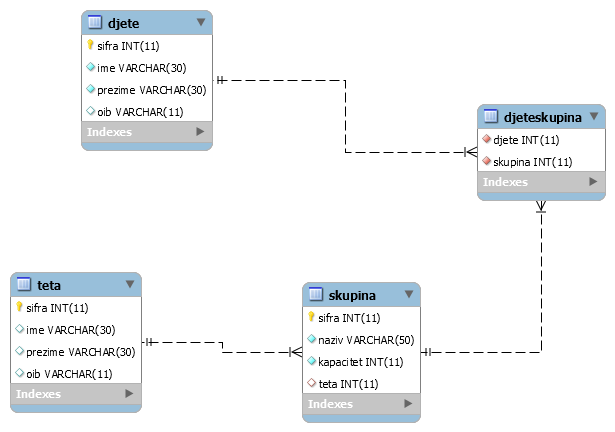 djete
sifra INT(11)
ime VARCHAR(30)
prezime VARCHAR(30)
oib VARCHAR(11)
Indexes
djeteskupina
djete INT(11)
skupina INT(11)
Indexes
teta
sifra INT(11)
ime VARCHAR(30)
prezime VARCHAR(30)
oib VARCHAR(11)
Indexes
skupina
sifra INT(11)
naziv VARCHAR(50)
kapacitet INT(11)
teta INT(11)
Indexes